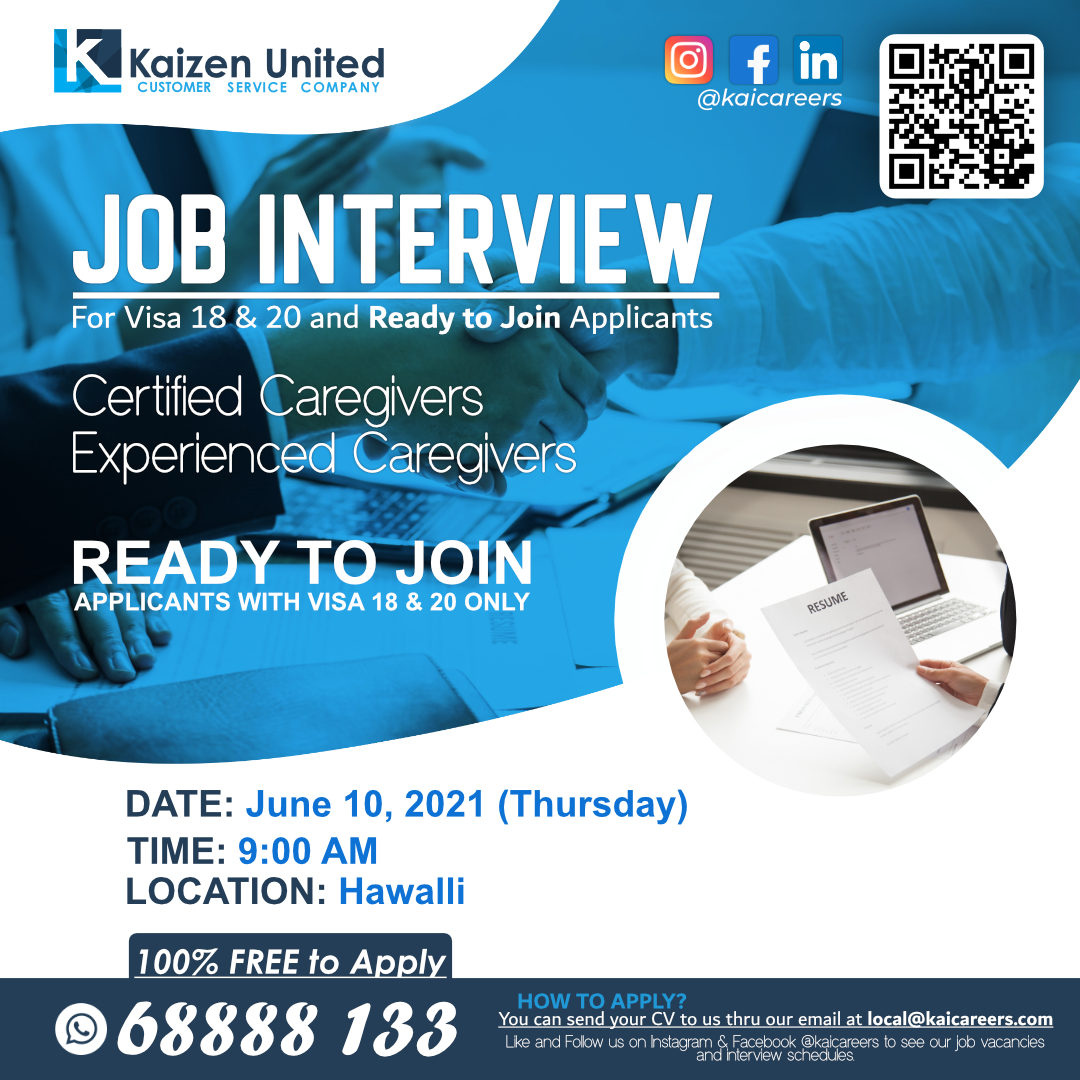 Kaizen United
CUSTOMER SERVICE COMPANY
@kaicareers
JOB INTERVIEW
For Visa 18 & 20 and Ready to Join Applicants
Certified Caregivers
Experienced Caregivers
READY TO JOIN
APPLICANTS WITH VISA 18 & 20 ONLY
RESUME
DATE: June 10, 2021 (Thursday)
TIME: 9:00 AM
LOCATION: Hawalli
100% FREE to Apply
68888 133
HOW TO APPLY?
You can send your CV to us thru our email at local@kaicareers.com
Like and Follow us on Instagram & Facebook @kaicareers to see our job vacancies
and interview schedules.